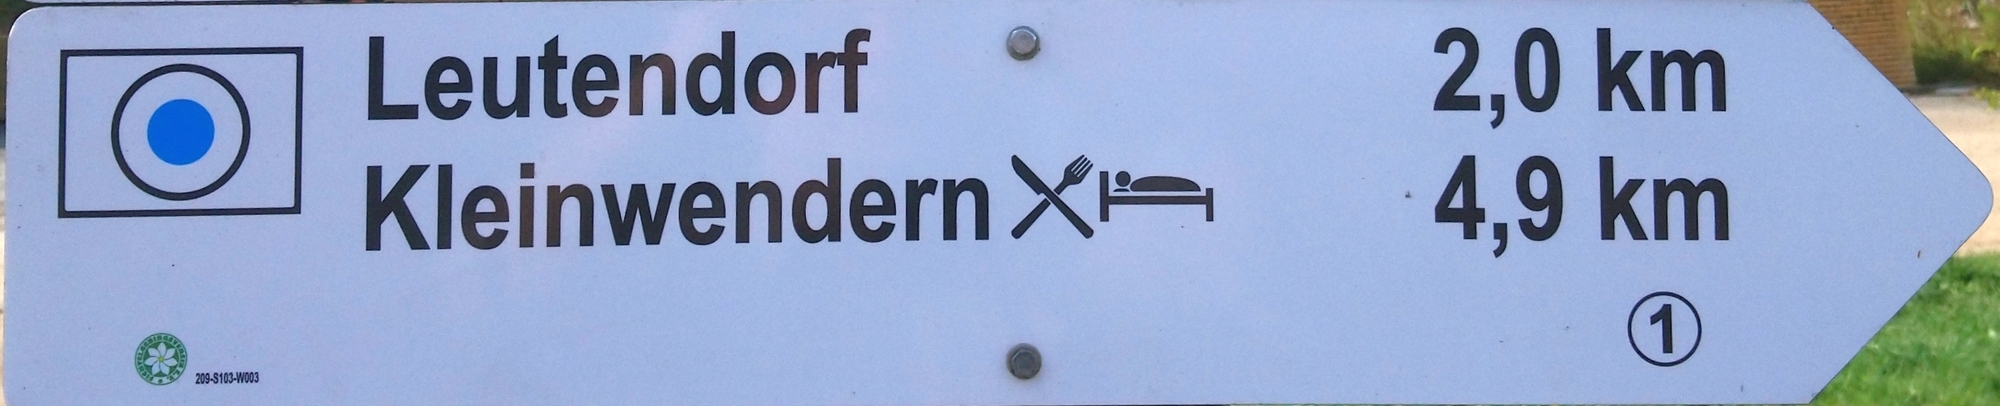 Leutendorf 2,0 km
Kleinwendern 4,9 km
1
209-S103-W003